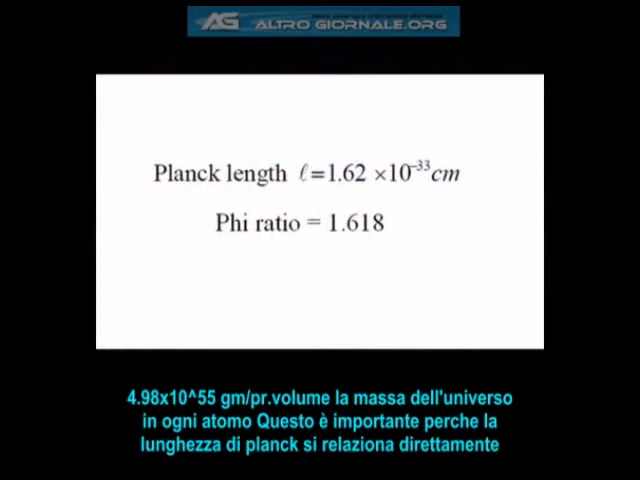 AG ALTRO GIORNALE.ORG
Planck length ℓ=1.62 ×10⁻³³cm
Phi ratio = 1.618
4.98x10^55 gm/pr.volume la massa dell'universo
in ogni atomo Questo è importante perche la
lunghezza di planck si relaziona direttamente